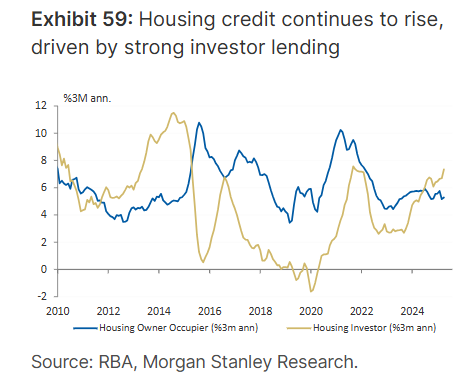 Exhibit 59: Housing credit continues to rise,
driven by strong investor lending
%3M ann.
12
10
8
6
4
2
0
-2
2010 2012 2014 2016 2018 2020 2022 2024
Housing Owner Occupier (%3m ann) Housing Investor (%3m ann)
Source: RBA, Morgan Stanley Research.